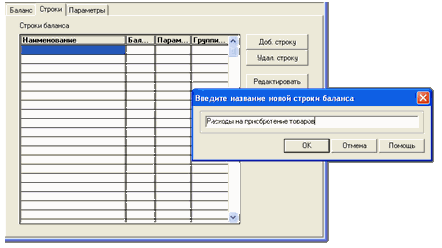 Баланс Строки Параметры
Строки баланса
Наименование Бал... Парам... Группи...
Доб. строку
Удал. строку
Редактировать
Введите название новой строки баланса
Расходы на приобретение товаров
OK Отмена Помощь